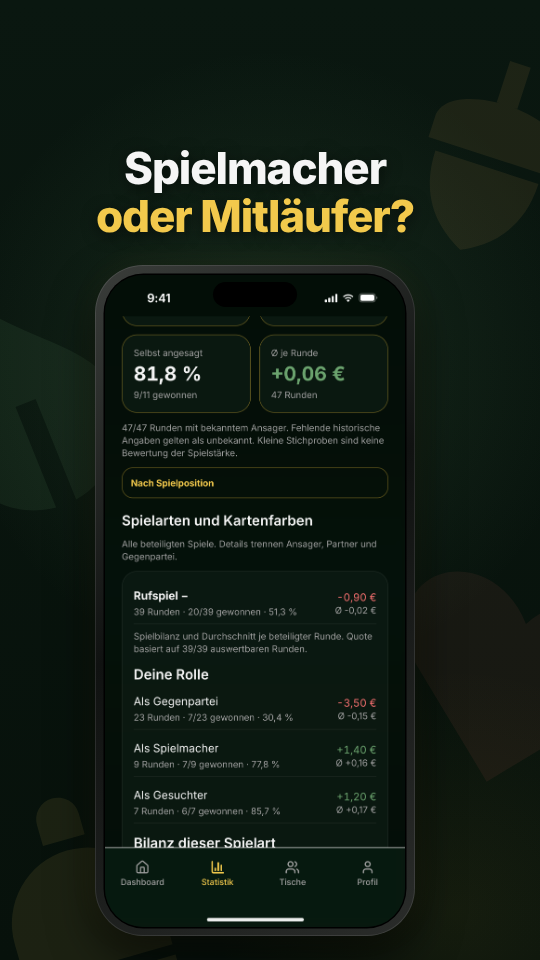 Spielmacher
oder Mitläufer?
9:41
Selbst angesagt
81,8 %
9/11 gewonnen
Ø je Runde
+0,06 €
47 Runden
47/47 Runden mit bekanntem Ansager. Fehlende historische
Angaben gelten als unbekannt. Kleine Stichproben sind keine
Bewertung der Spielstärke.
Nach Spielposition
Spielarten und Kartenfarben
Alle beteiligten Spiele. Details trennen Ansager, Partner und
Gegenpartei.
Rufspiel –
−0,90 €
39 Runden · 20/39 gewonnen · 51,3 %
Ø -0,02 €
Spielbilanz und Durchschnitt je beteiligter Runde. Quote
basiert auf 39/39 auswertbaren Runden.
Deine Rolle
Als Gegenpartei
−3,50 €
23 Runden · 7/23 gewonnen · 30,4 %
Ø -0,15 €
Als Spielmacher
+1,40 €
9 Runden · 7/9 gewonnen · 77,8 %
Ø +0,16 €
Als Gesuchter
+1,20 €
7 Runden · 6/7 gewonnen · 85,7 %
Ø +0,17 €
Bilanz dieser Spielart
Dashboard
Statistik
Tische
Profil